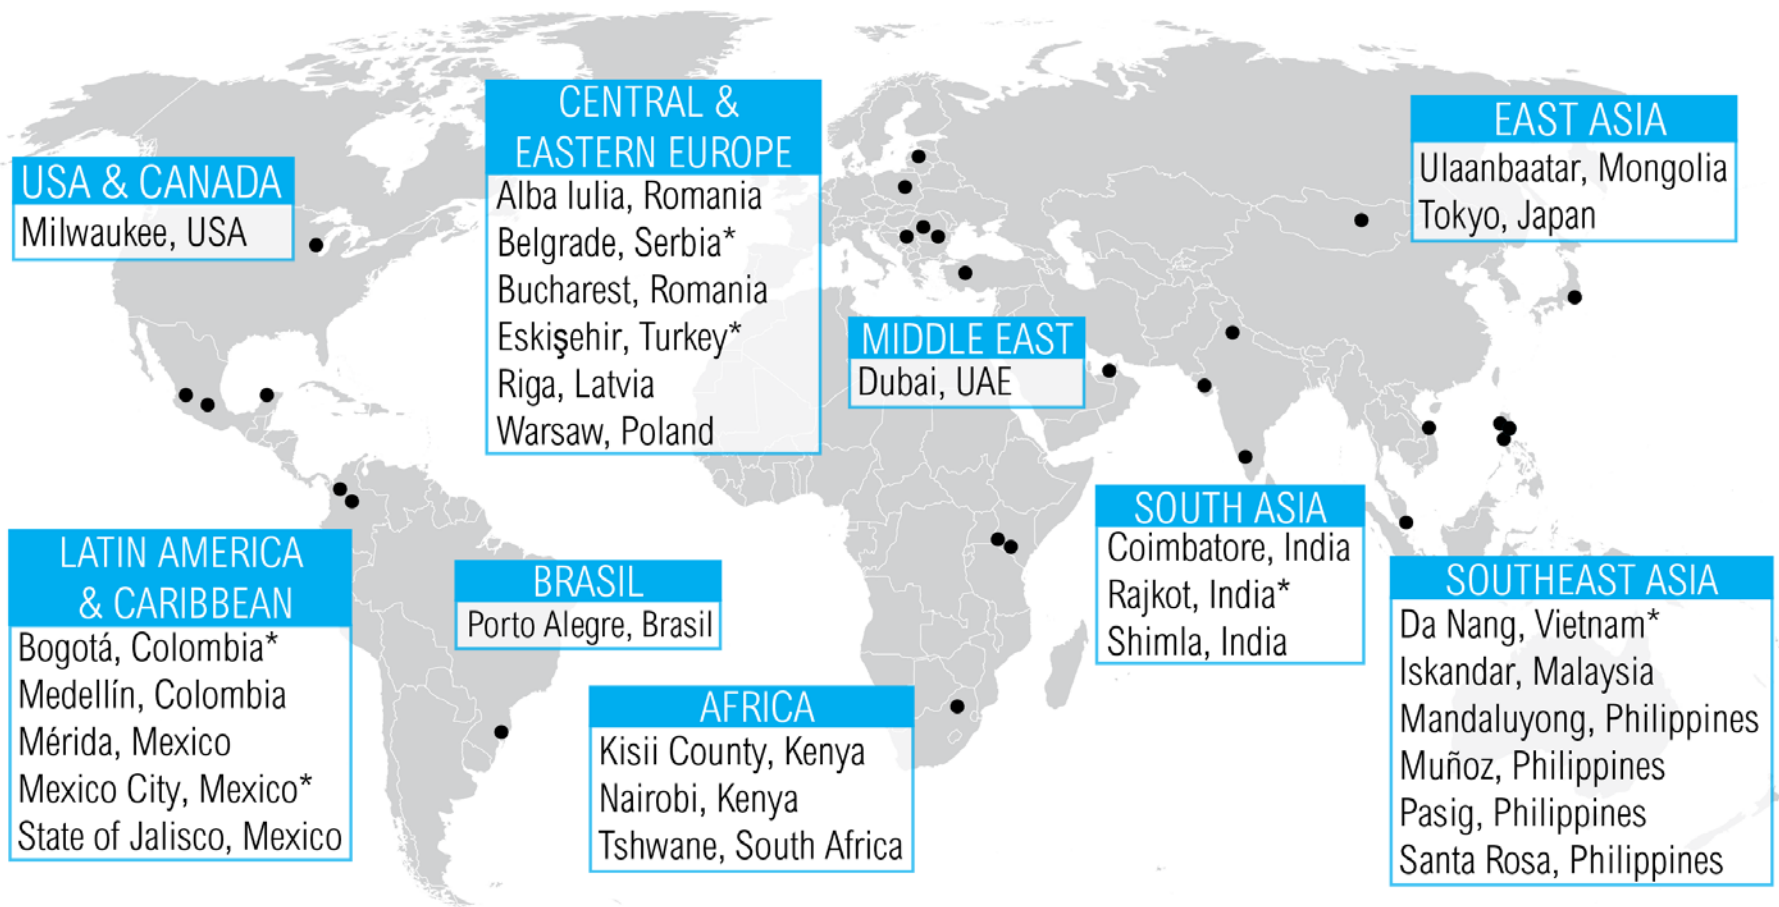 USA & CANADA
Milwaukee, USA
CENTRAL &
EASTERN EUROPE
Alba Iulia, Romania
Belgrade, Serbia*
Bucharest, Romania
Eskişehir, Turkey*
Riga, Latvia
Warsaw, Poland
EAST ASIA
Ulaanbaatar, Mongolia
Tokyo, Japan
MIDDLE EAST
Dubai, UAE
LATIN AMERICA
& CARIBBEAN
Bogotá, Colombia*
Medellín, Colombia
Mérida, Mexico
Mexico City, Mexico*
State of Jalisco, Mexico
BRASIL
Porto Alegre, Brasil
AFRICA
Kisii County, Kenya
Nairobi, Kenya
Tshwane, South Africa
SOUTH ASIA
Coimbatore, India
Rajkot, India*
Shimla, India
SOUTHEAST ASIA
Da Nang, Vietnam*
Iskandar, Malaysia
Mandaluyong, Philippines
Muñoz, Philippines
Pasig, Philippines
Santa Rosa, Philippines